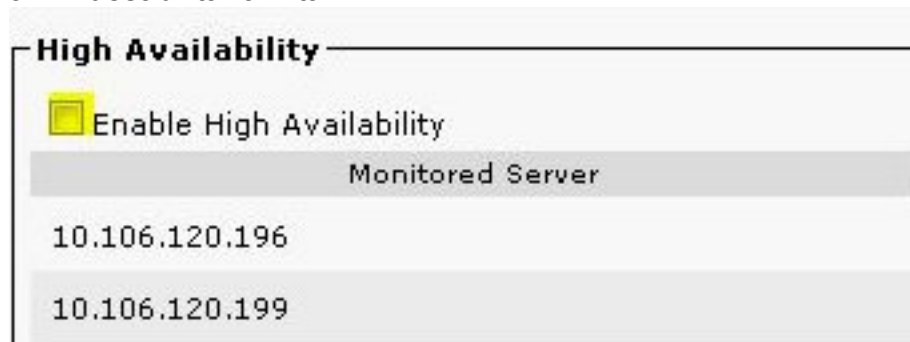 High Availability
Enable High Availability
Monitored Server
10.106.120.196
10.106.120.199